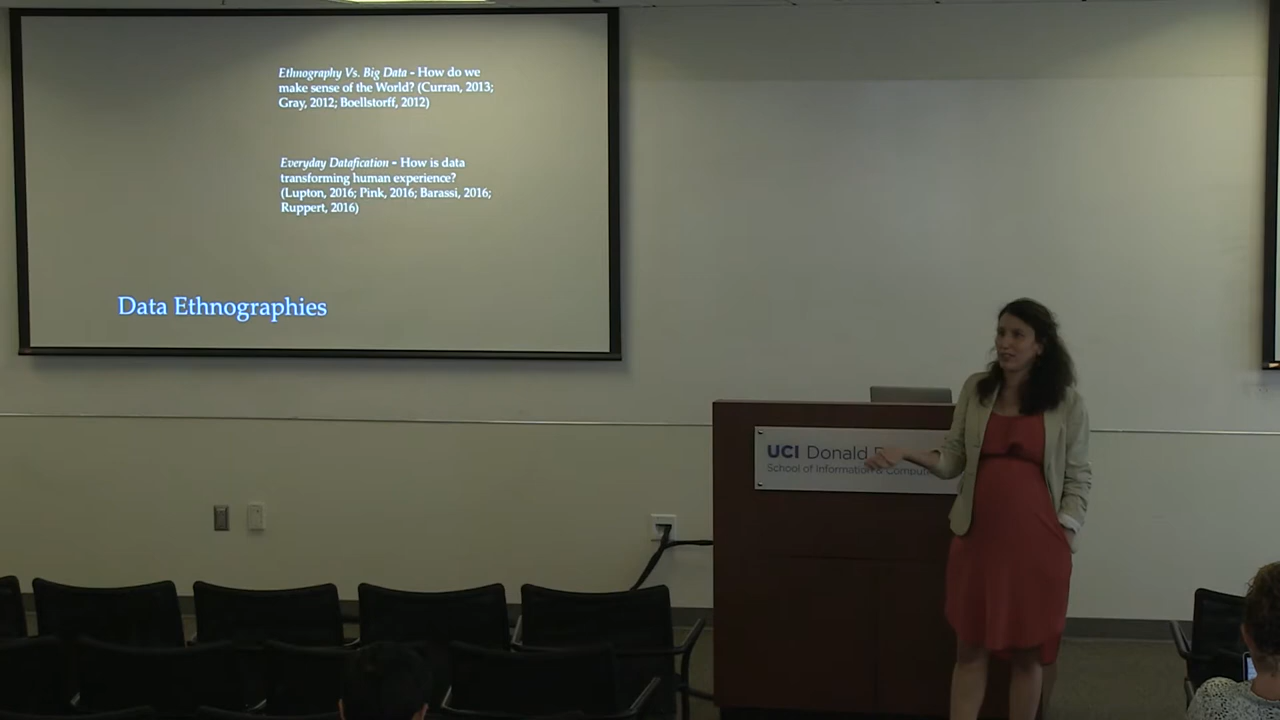 Ethnography Vs. Big Data - How do we
make sense of the World? (Curran, 2013;
Gray, 2012; Boellstorff, 2012)
Everyday Datafication - How is data
transforming human experience?
(Lupton, 2016; Pink, 2016; Barassi, 2016;
Ruppert, 2016)
Data Ethnographies
UCI Donald
School of Information &